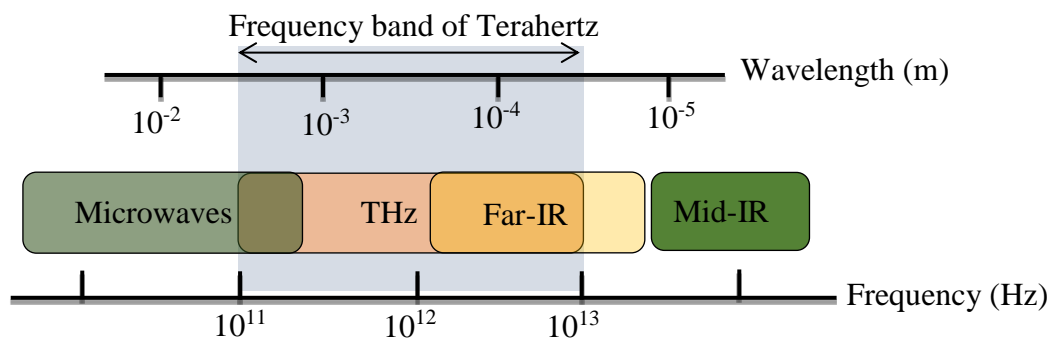 Frequency band of Terahertz
Wavelength (m)
10⁻² 10⁻³ 10⁻⁴ 10⁻⁵
Microwaves THz Far-IR Mid-IR
Frequency (Hz)
10¹¹ 10¹² 10¹³